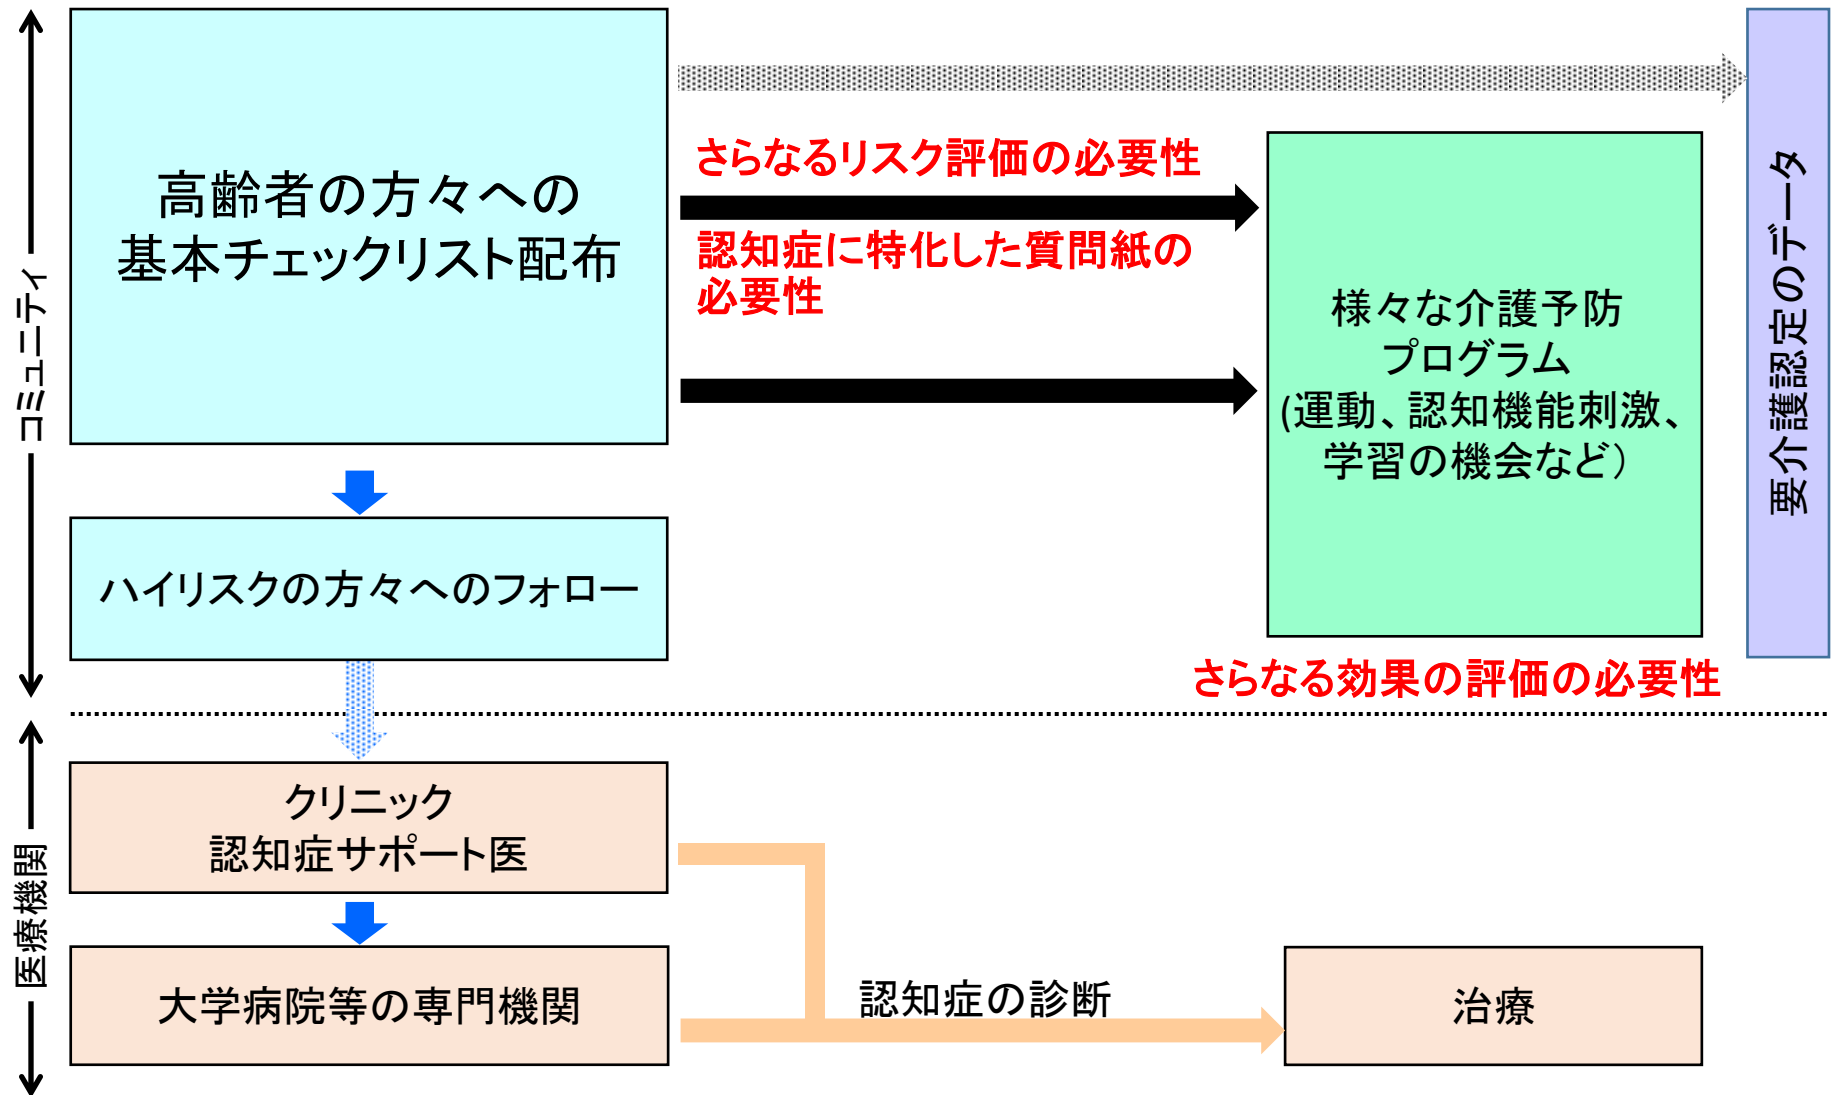 コミュニティ
高齢者の方々への
基本チェックリスト配布
さらなるリスク評価の必要性
認知症に特化した質問紙の
必要性
様々な介護予防
プログラム
(運動、認知機能刺激、
学習の機会など）
要介護認定のデータ
ハイリスクの方々へのフォロー
さらなる効果の評価の必要性
医療機関
クリニック
認知症サポート医
大学病院等の専門機関
認知症の診断
治療